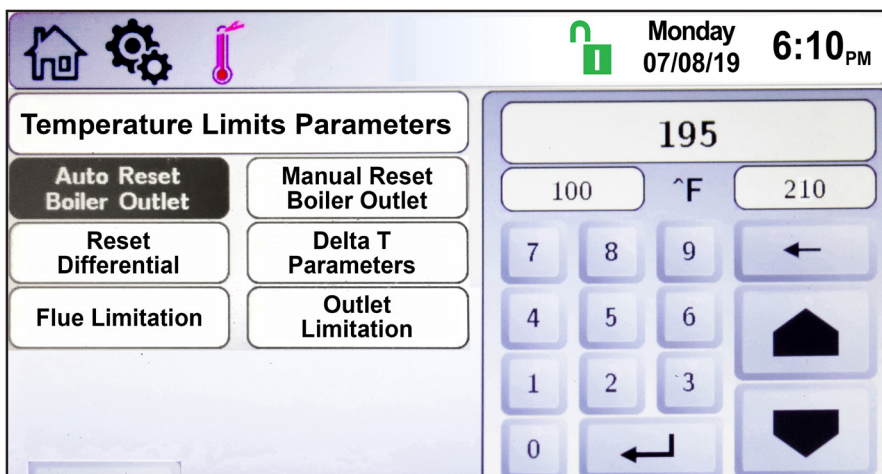 Monday
07/08/19
6:10PM
Temperature Limits Parameters
Auto Reset
Boiler Outlet
Manual Reset
Boiler Outlet
Reset
Differential
Delta T
Parameters
Flue Limitation
Outlet
Limitation
195
100
^F
210
7
8
9
4
5
6
1
2
3
0